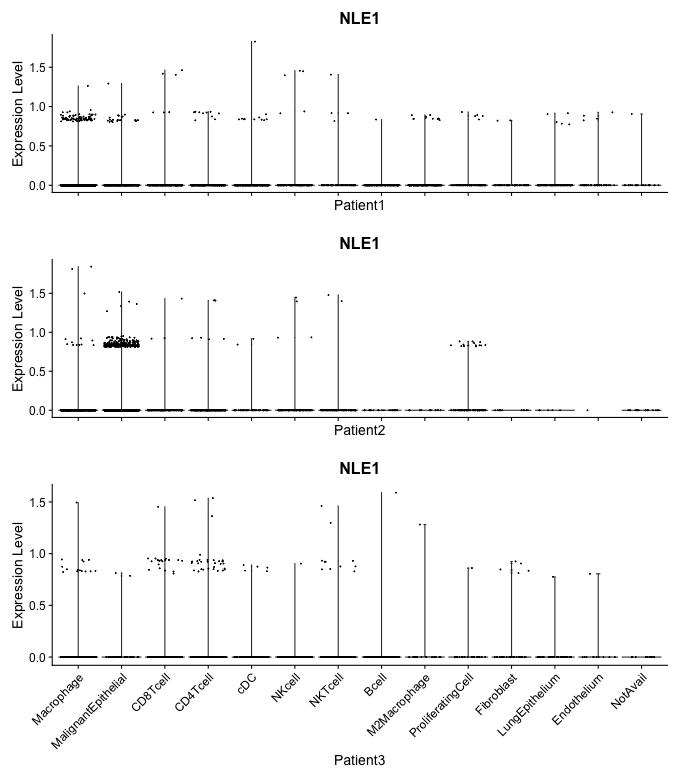 NLE1
Expression Level
1.5
1.0
0.5
0.0
Patient1
NLE1
Expression Level
1.5
1.0
0.5
0.0
Patient2
NLE1
Expression Level
1.5
1.0
0.5
0.0
Macrophage
MalignantEpithelial
CD8Tcell
CD4Tcell
cDC
NKcell
NKTcell
Bcell
M2Macrophage
ProliferatingCell
Fibroblast
LungEpithelium
Endothelium
NotAvail
Patient3